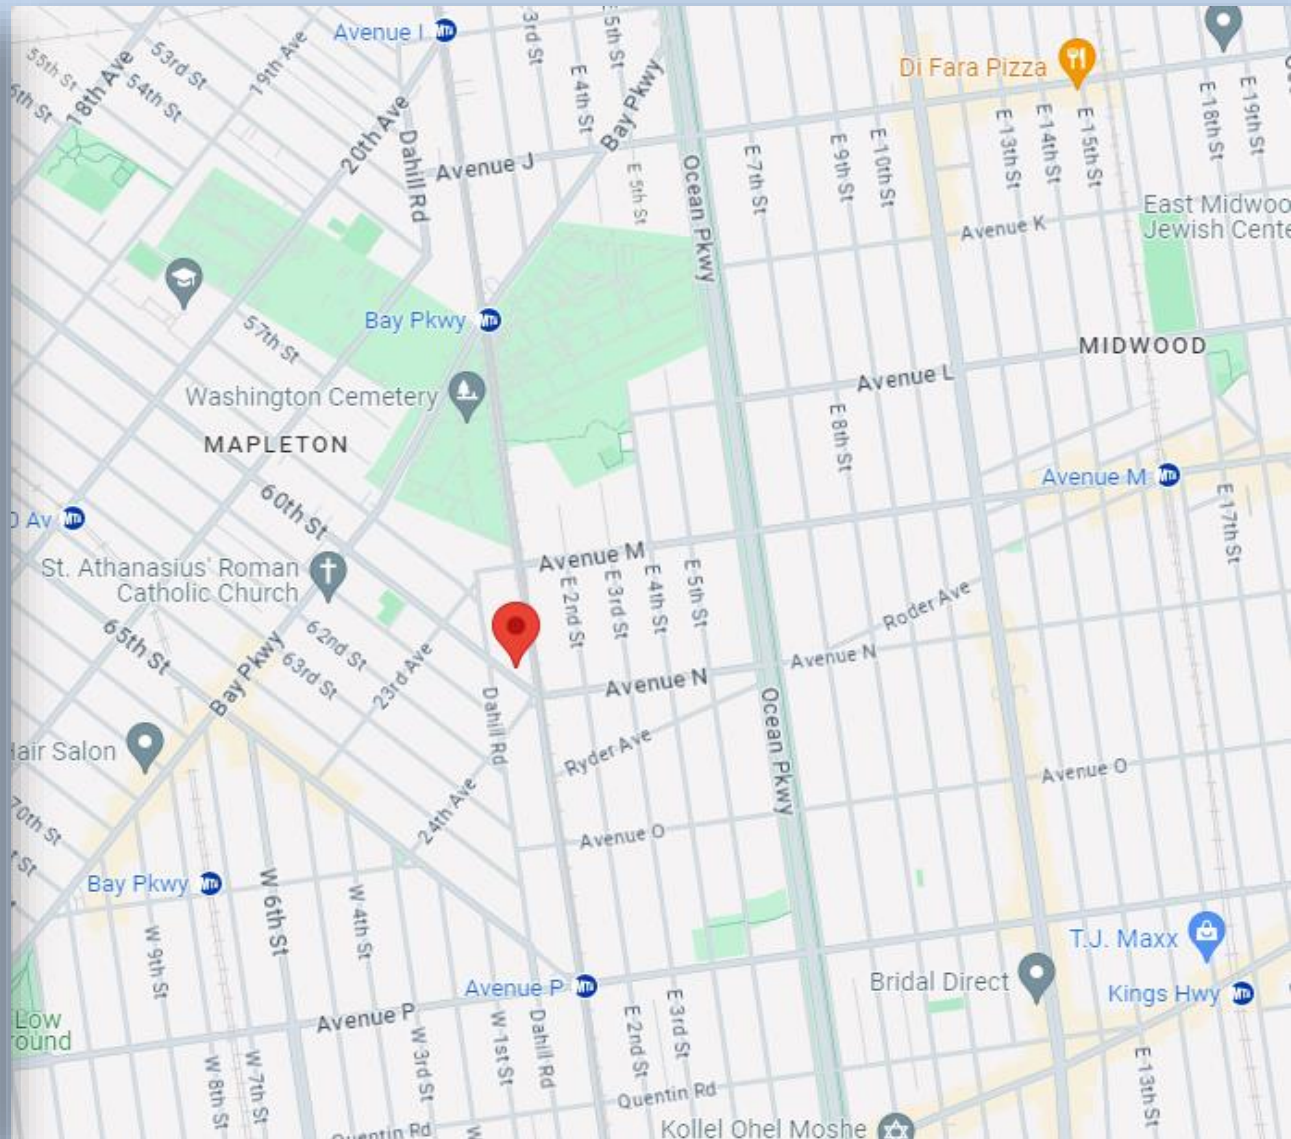 Avenue I
3rd St
E 5th St
53rd St
19th Ave
55th St
18th Ave
54th St
6th St
E 4th St
Bay Pkwy
Di Fara Pizza
20th Ave
Dahill Rd
Avenue J
E 5th St
Ocean Pkwy
E 7th St
E 9th St
E 10th St
E 13th St
E 14th St
E 15th St
E 18th St
E 19th St
East Midwoo
Jewish Cente
Avenue K
57th St
Bay Pkwy
MIDWOOD
Avenue L
Washington Cemetery
MAPLETON
E 8th St
60th St
Avenue M
E 17th St
0 Av
Avenue M
St. Athanasius' Roman
Catholic Church
E 2nd St
E 3rd St
E 4th St
E 5th St
Roder Ave
65th St
62nd St
63rd St
Bay Pkwy
23rd Ave
Avenue N
Avenue N
Dahill Rd
Ryder Ave
Ocean Pkwy
Hair Salon
Avenue O
70th St
24th Ave
Avenue O
Bay Pkwy
W 6th St
W 4th St
W 9th St
T.J. Maxx
Bridal Direct
Kings Hwy
Avenue P
Avenue P
E 3rd St
E 2nd St
Low
round
W 3rd St
W 1st St
Dahill Rd
W 8th St
W 7th St
E 13th St
Quentin Rd
Quentin Rd
Kollel Ohel Moshe